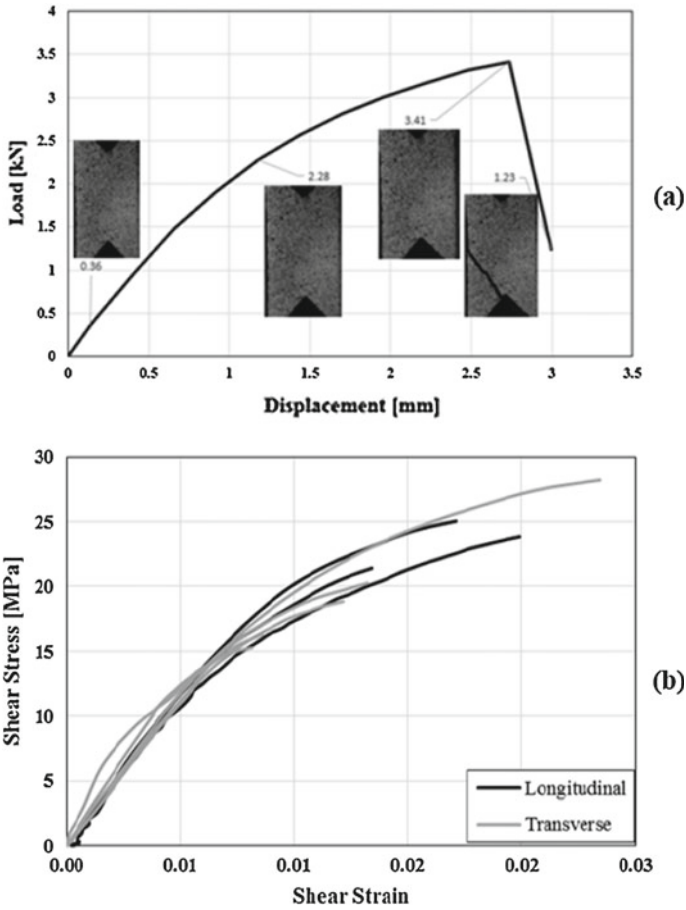 4
3.5
3
2.5
2
1.5
1
0.5
0
Load [kN]
0.36
2.28
3.41
1.23
(a)
0 0.5 1 1.5 2 2.5 3 3.5
Displacement [mm]
30
25
20
15
10
5
0
Shear Stress [MPa]
(b)
Longitudinal
Transverse
0.00 0.01 0.01 0.02 0.02 0.03
Shear Strain